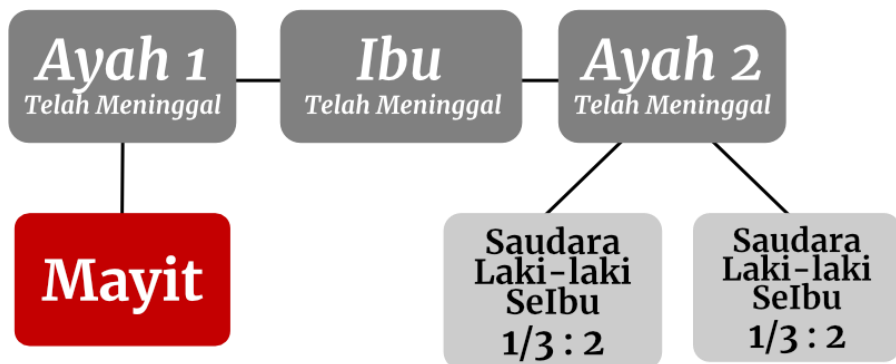 Ayah 1
Telah Meninggal
Ibu
Telah Meninggal
Ayah 2
Telah Meninggal
Mayit
Saudara
Laki-laki
SeIbu
1/3 : 2
Saudara
Laki-laki
SeIbu
1/3 : 2